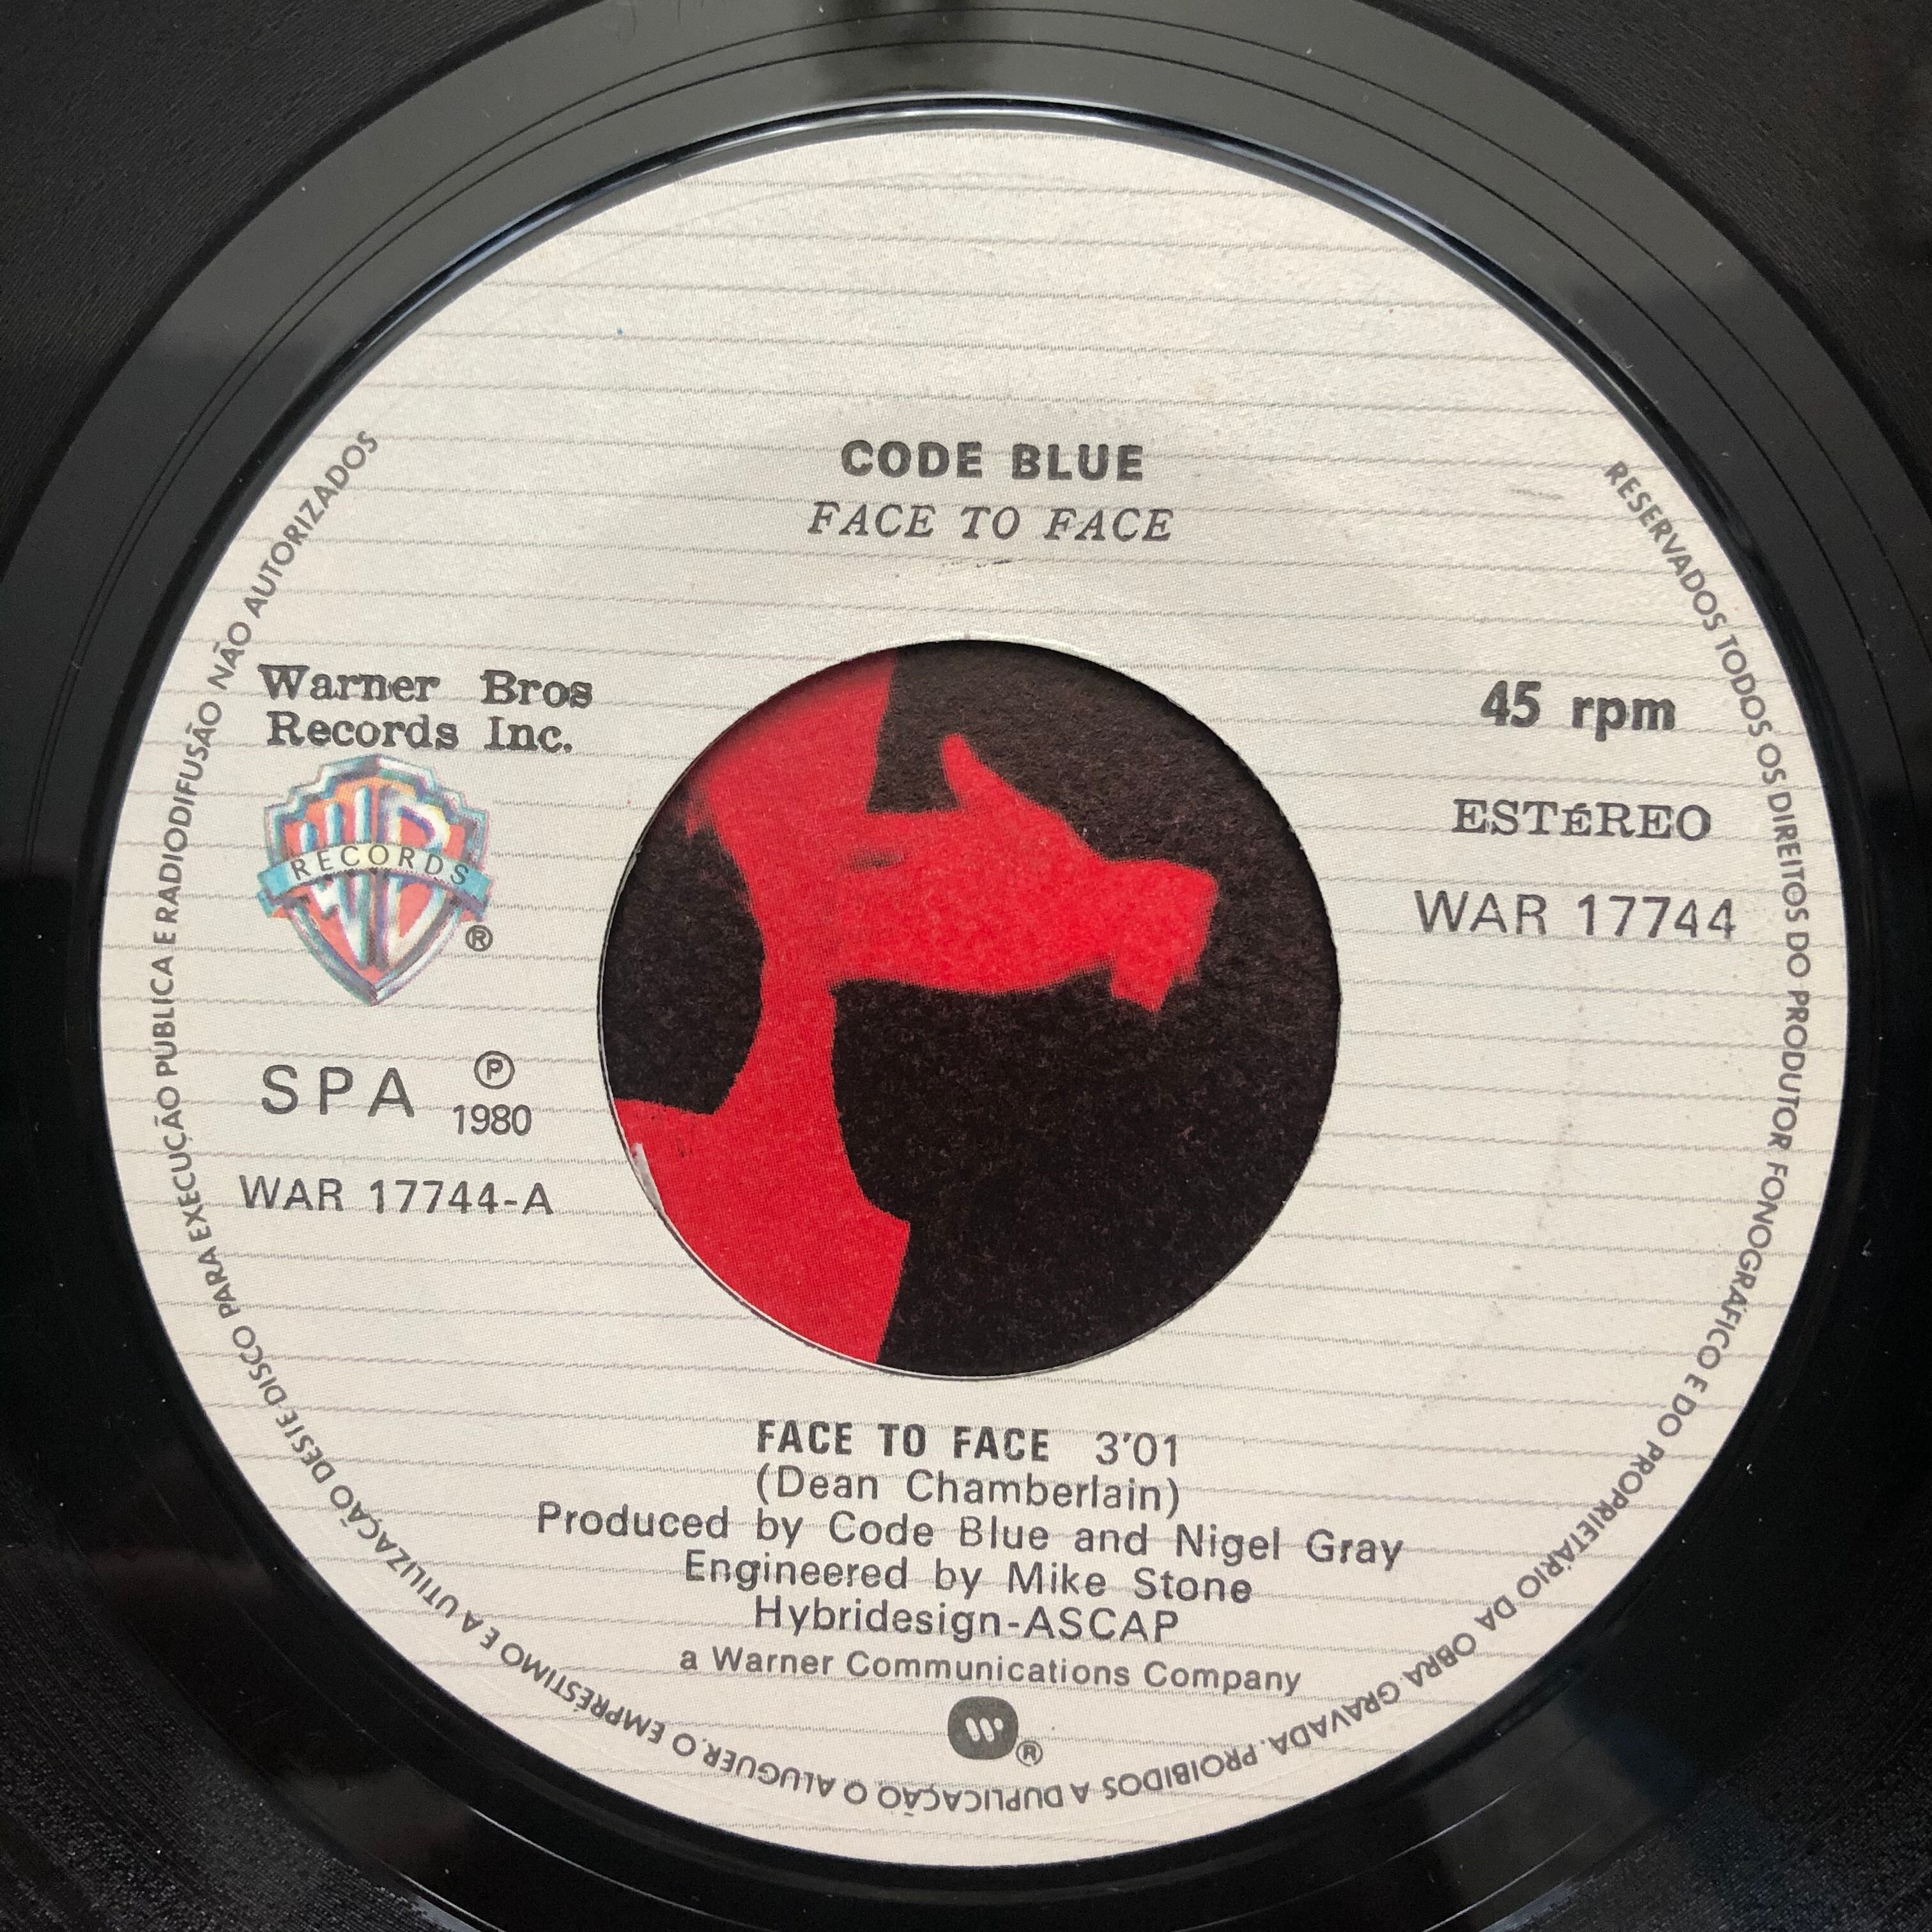 CODE BLUE
FACE TO FACE
Warner Bros
Records Inc.
WB
RECORDS
®
SPA ℗
1980
WAR 17744-A
45 rpm
ESTÉREO
WAR 17744
FACE TO FACE 3'01
(Dean Chamberlain)
Produced by Code Blue and Nigel Gray
Engineered by Mike Stone
Hybridesign-ASCAP
a Warner Communications Company
®
RESERVADOS TODOS OS DIREITOS DO PRODUTOR FONOGRÁFICO E DO PROPRIETÁRIO DA OBRA GRAVADA. PROIBIDOS A DUPLICAÇÃO O ALUGUER, O EMPRÉSTIMO E A UTILIZAÇÃO DESTE DISCO PARA EXECUÇÃO PÚBLICA E RADIODIFUSÃO NÃO AUTORIZADOS